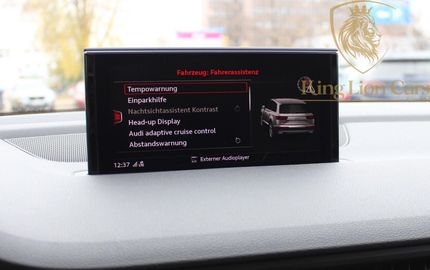 King Lion Cars
Fahrzeug: Fahrerassistenz
Tempowarnung
Einparkhilfe
Nachtsichtassistent Kontrast
Head-up Display
Audi adaptive cruise control
Abstandswarnung
12:37
Externer Audioplayer